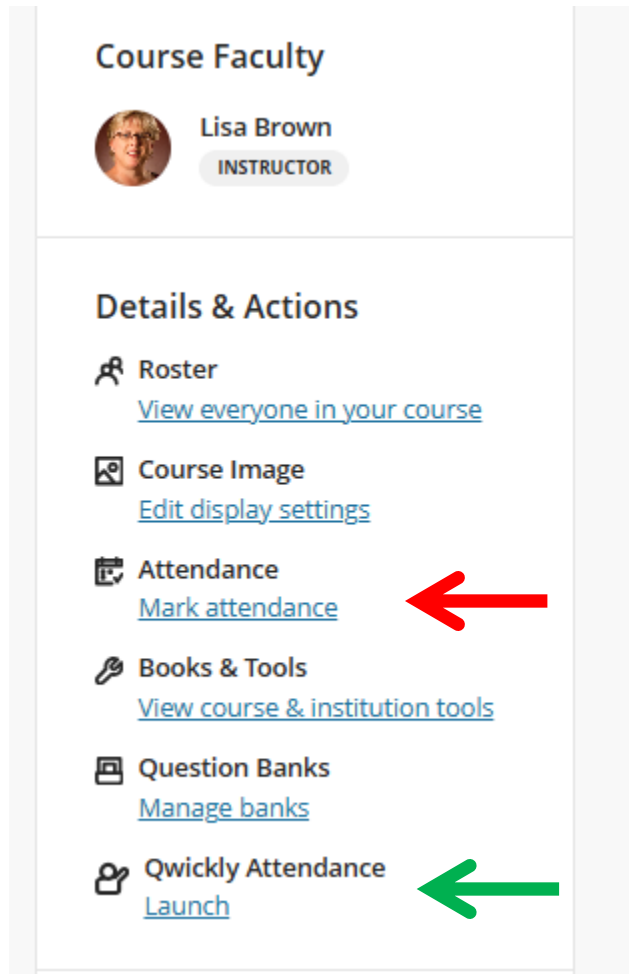 Course Faculty
Lisa Brown
INSTRUCTOR
Details & Actions
Roster
View everyone in your course
Course Image
Edit display settings
Attendance
Mark attendance
Books & Tools
View course & institution tools
Question Banks
Manage banks
Qwickly Attendance
Launch